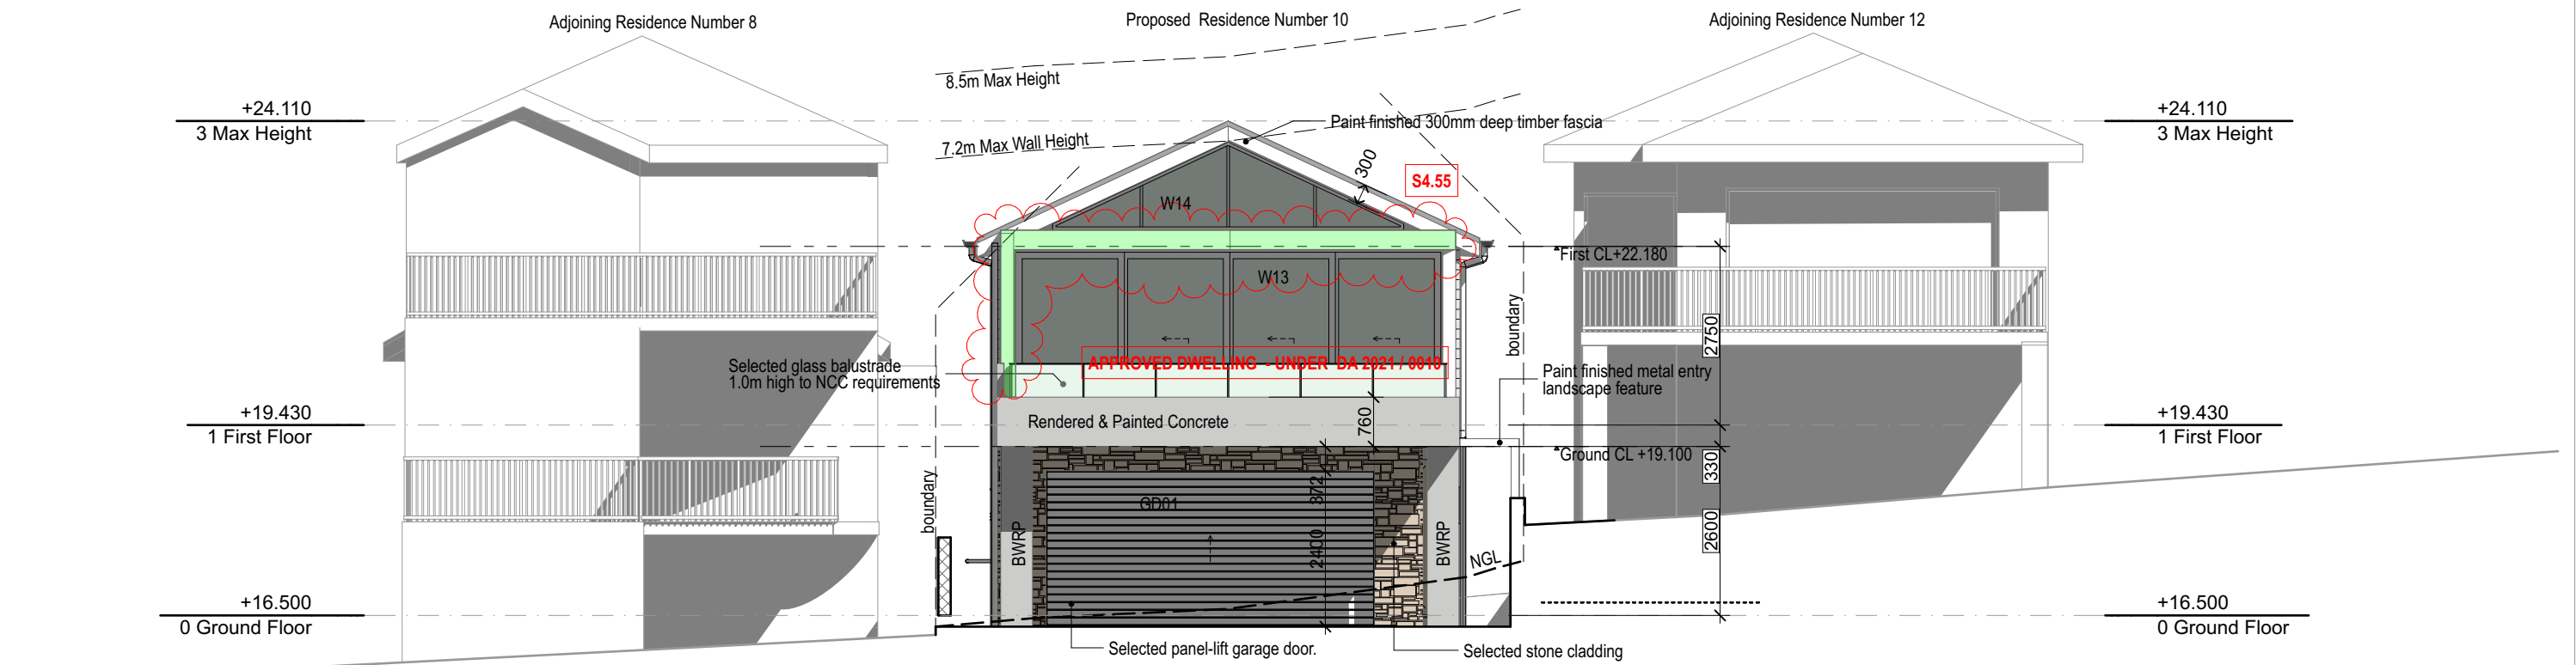 Adjoining Residence Number 8
Proposed Residence Number 10
Adjoining Residence Number 12
8.5m Max Height
+24.110
3 Max Height
+24.110
3 Max Height
Paint finished 300mm deep timber fascia
7.2m Max Wall Height
300
S4.55
W14
First CL+22.180
W13
boundary
2750
Selected glass balustrade
1.0m high to NCC requirements
APPROVED DWELLING - UNDER DA 2021 / 0010
Paint finished metal entry
landscape feature
+19.430
1 First Floor
Rendered & Painted Concrete
760
+19.430
1 First Floor
Ground CL +19.100
330
boundary
372
GD01
2400
BWRP
BWRP
2600
NGL
+16.500
0 Ground Floor
+16.500
0 Ground Floor
Selected panel-lift garage door.
Selected stone cladding